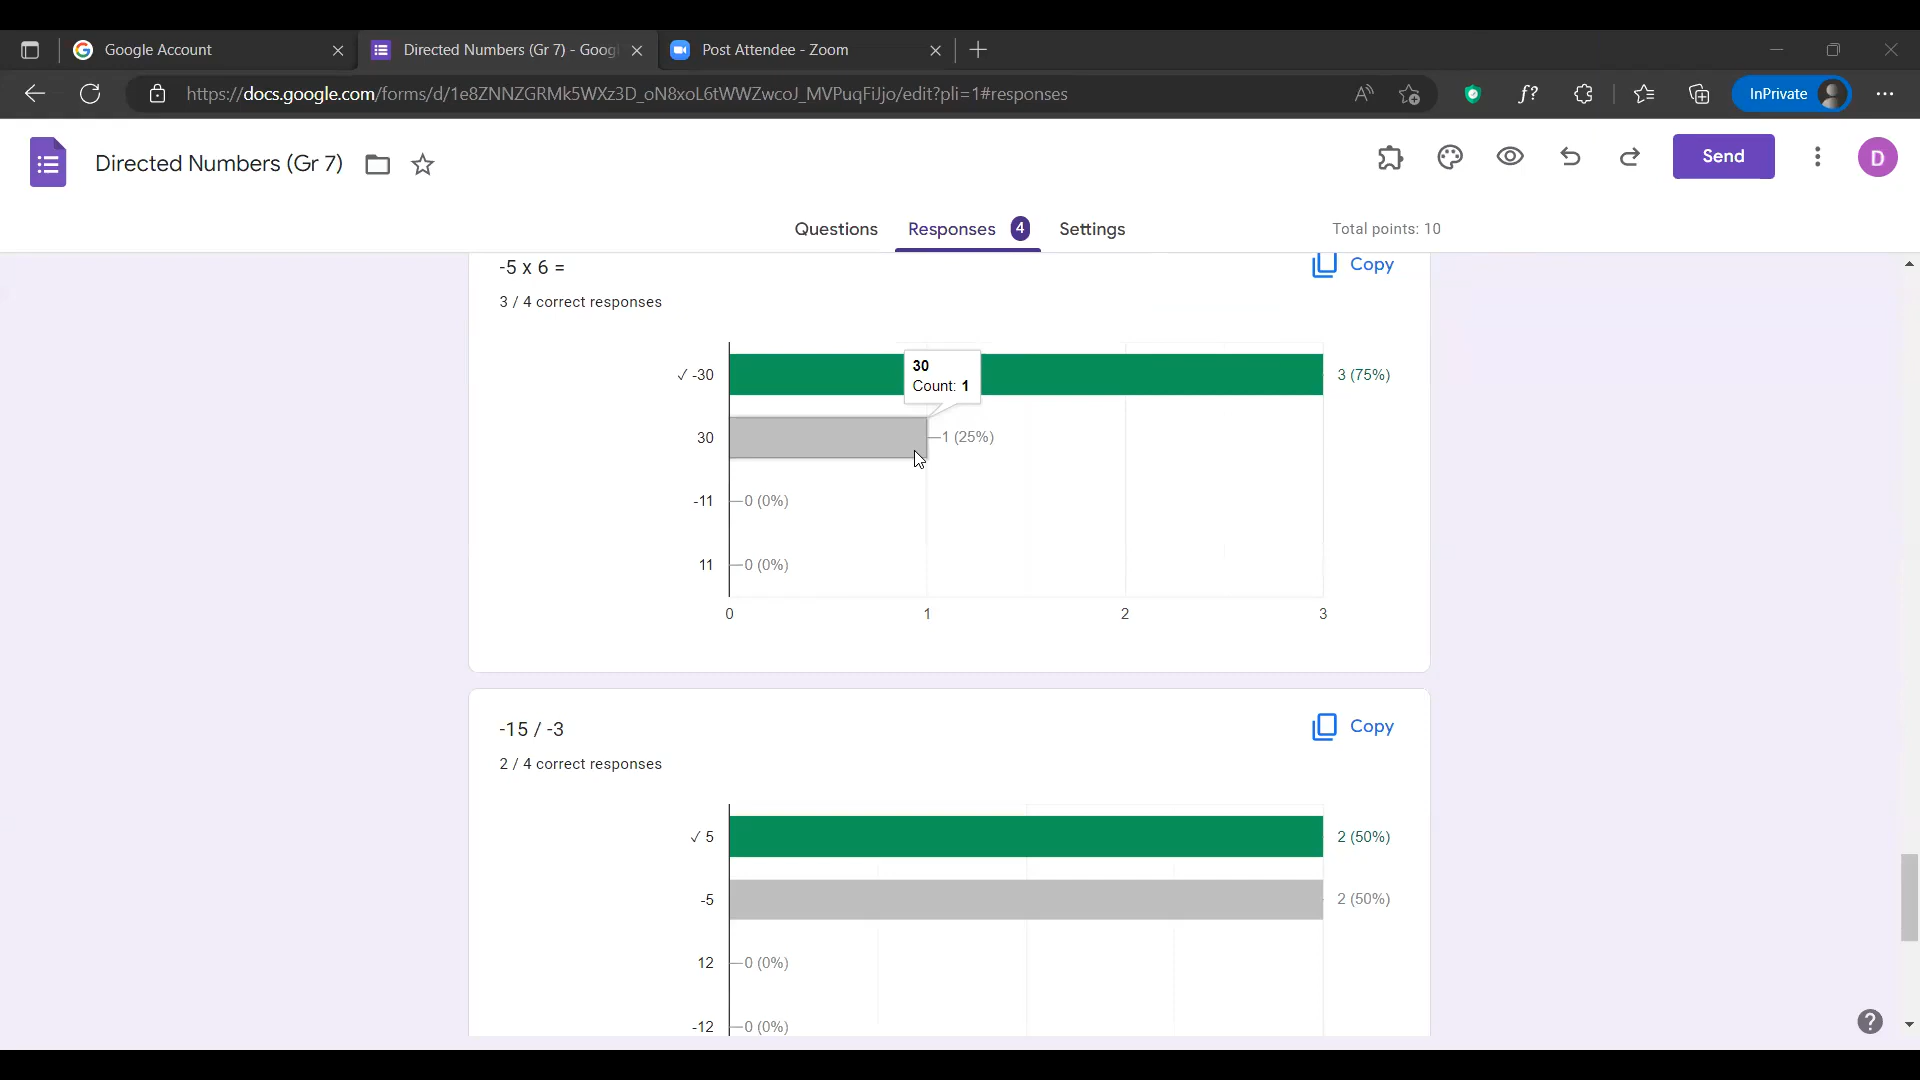 Google Account
Directed Numbers (Gr 7) - Goog
Post Attendee - Zoom
https://docs.google.com/forms/d/1e8ZNNZGRMk5WXz3D_oN8xoL6tWWZwcoJ_MVPuqFiJjo/edit?pli=1#responses
InPrivate
Directed Numbers (Gr 7)
Send
D
Questions
Responses 4
Settings
Total points: 10
-5 x 6 =
Copy
3 / 4 correct responses
✓ -30
3 (75%)
30
Count: 1
30
1 (25%)
-11
0 (0%)
11
0 (0%)
0 1 2 3
-15 / -3
Copy
2 / 4 correct responses
✓ 5
2 (50%)
-5
2 (50%)
12
0 (0%)
-12
0 (0%)